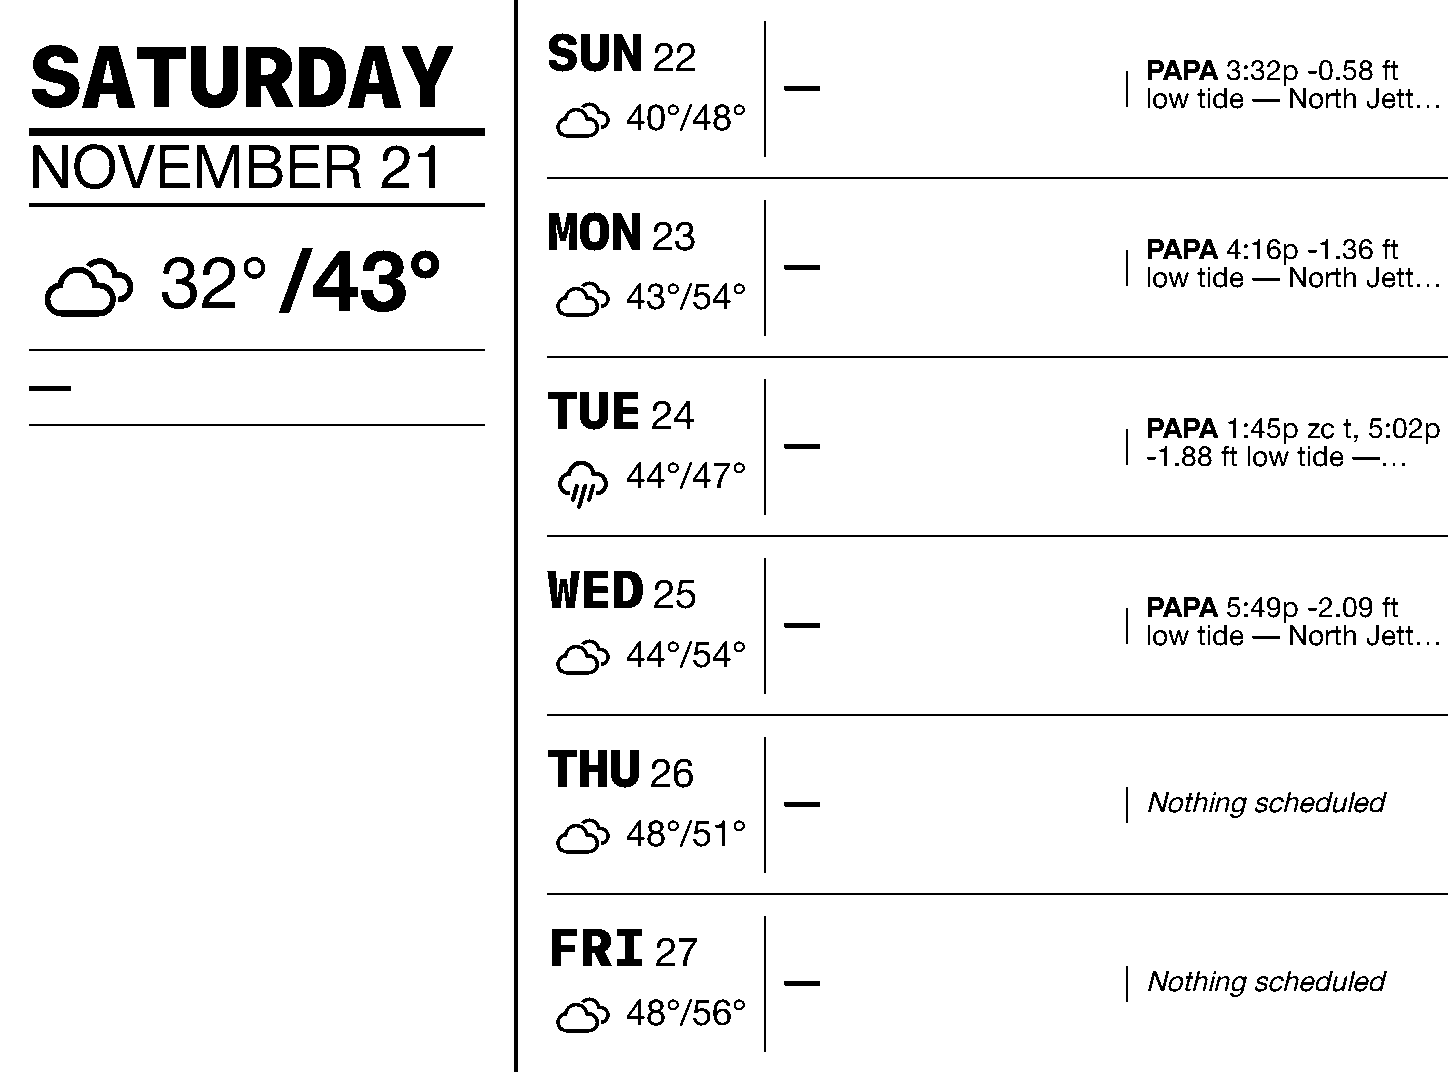 SATURDAY
NOVEMBER 21
32° /43°
—
SUN 22
40°/48°
—
PAPA 3:32p -0.58 ft
low tide — North Jett…
MON 23
43°/54°
—
PAPA 4:16p -1.36 ft
low tide — North Jett…
TUE 24
44°/47°
—
PAPA 1:45p zc t, 5:02p
-1.88 ft low tide —…
WED 25
44°/54°
—
PAPA 5:49p -2.09 ft
low tide — North Jett…
THU 26
48°/51°
—
Nothing scheduled
FRI 27
48°/56°
—
Nothing scheduled